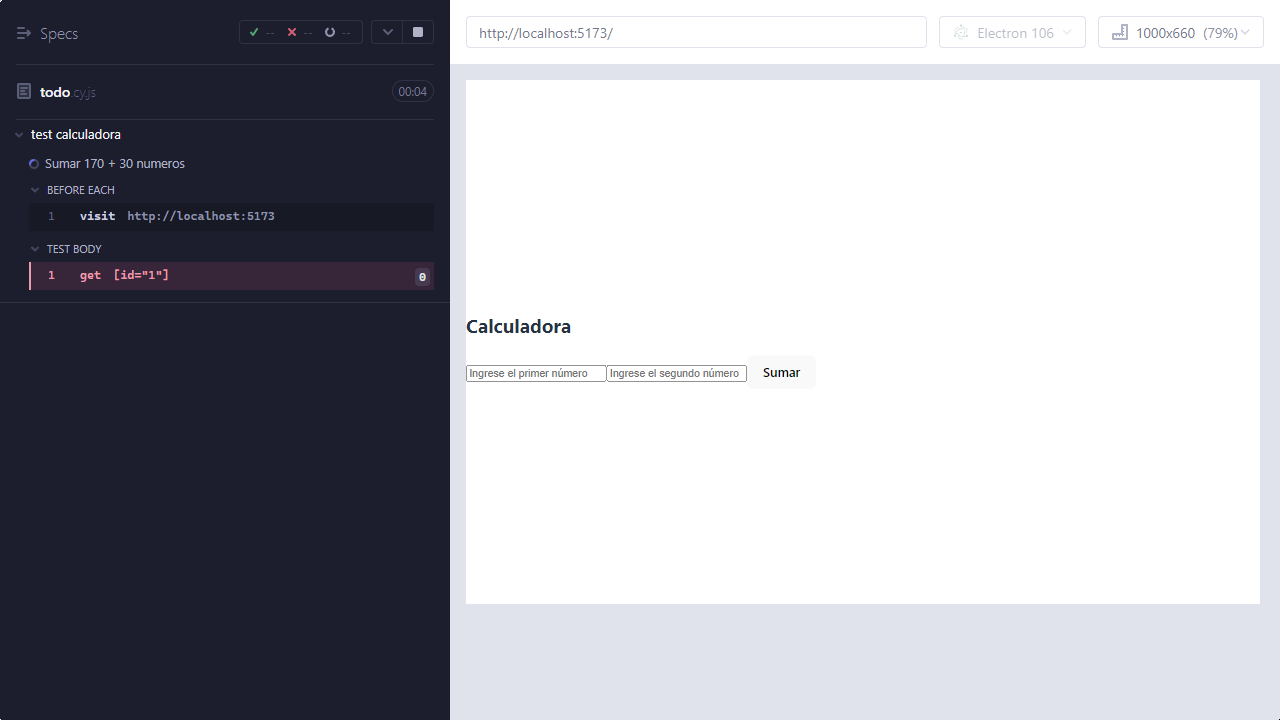 Specs -- -- --
todo.cy.js 00:04
test calculadora
Sumar 170 + 30 numeros
BEFORE EACH
1 visit http://localhost:5173
TEST BODY
1 get [id="1"] 0
http://localhost:5173/ Electron 106 1000x660 (79%)
Calculadora
Ingrese el primer número Ingrese el segundo número Sumar